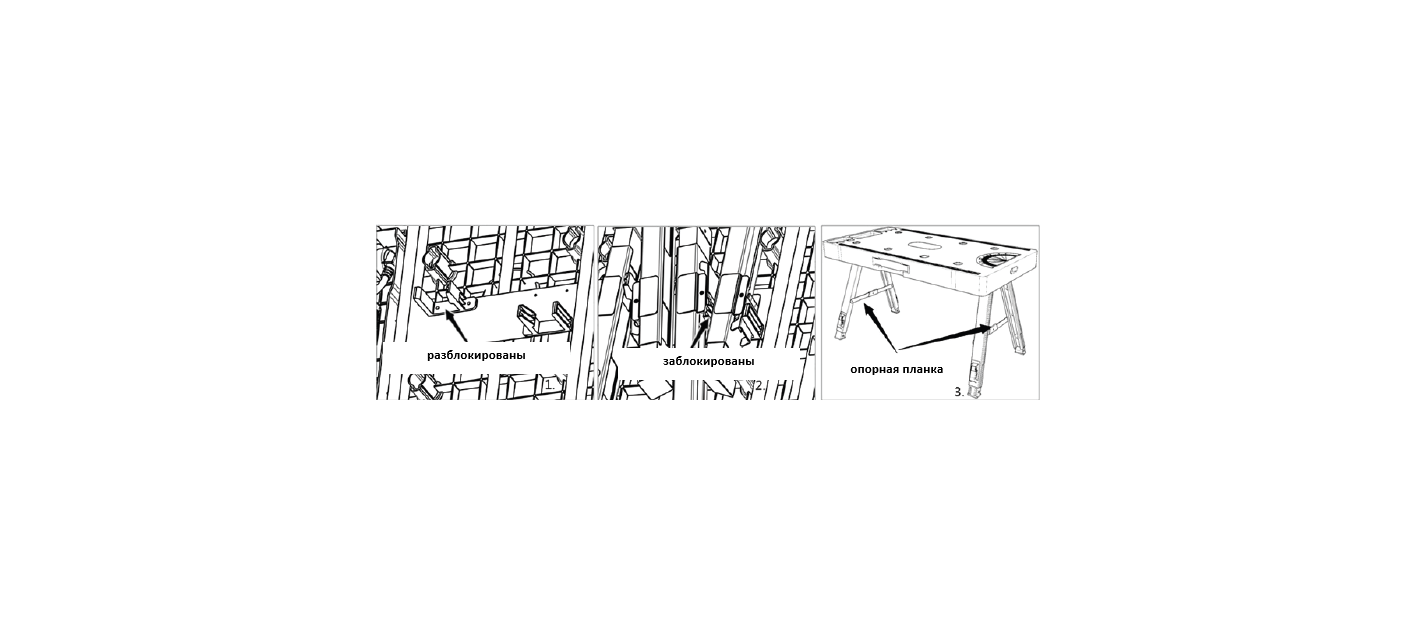 разблокированы
1.
заблокированы
2.
опорная планка
3.